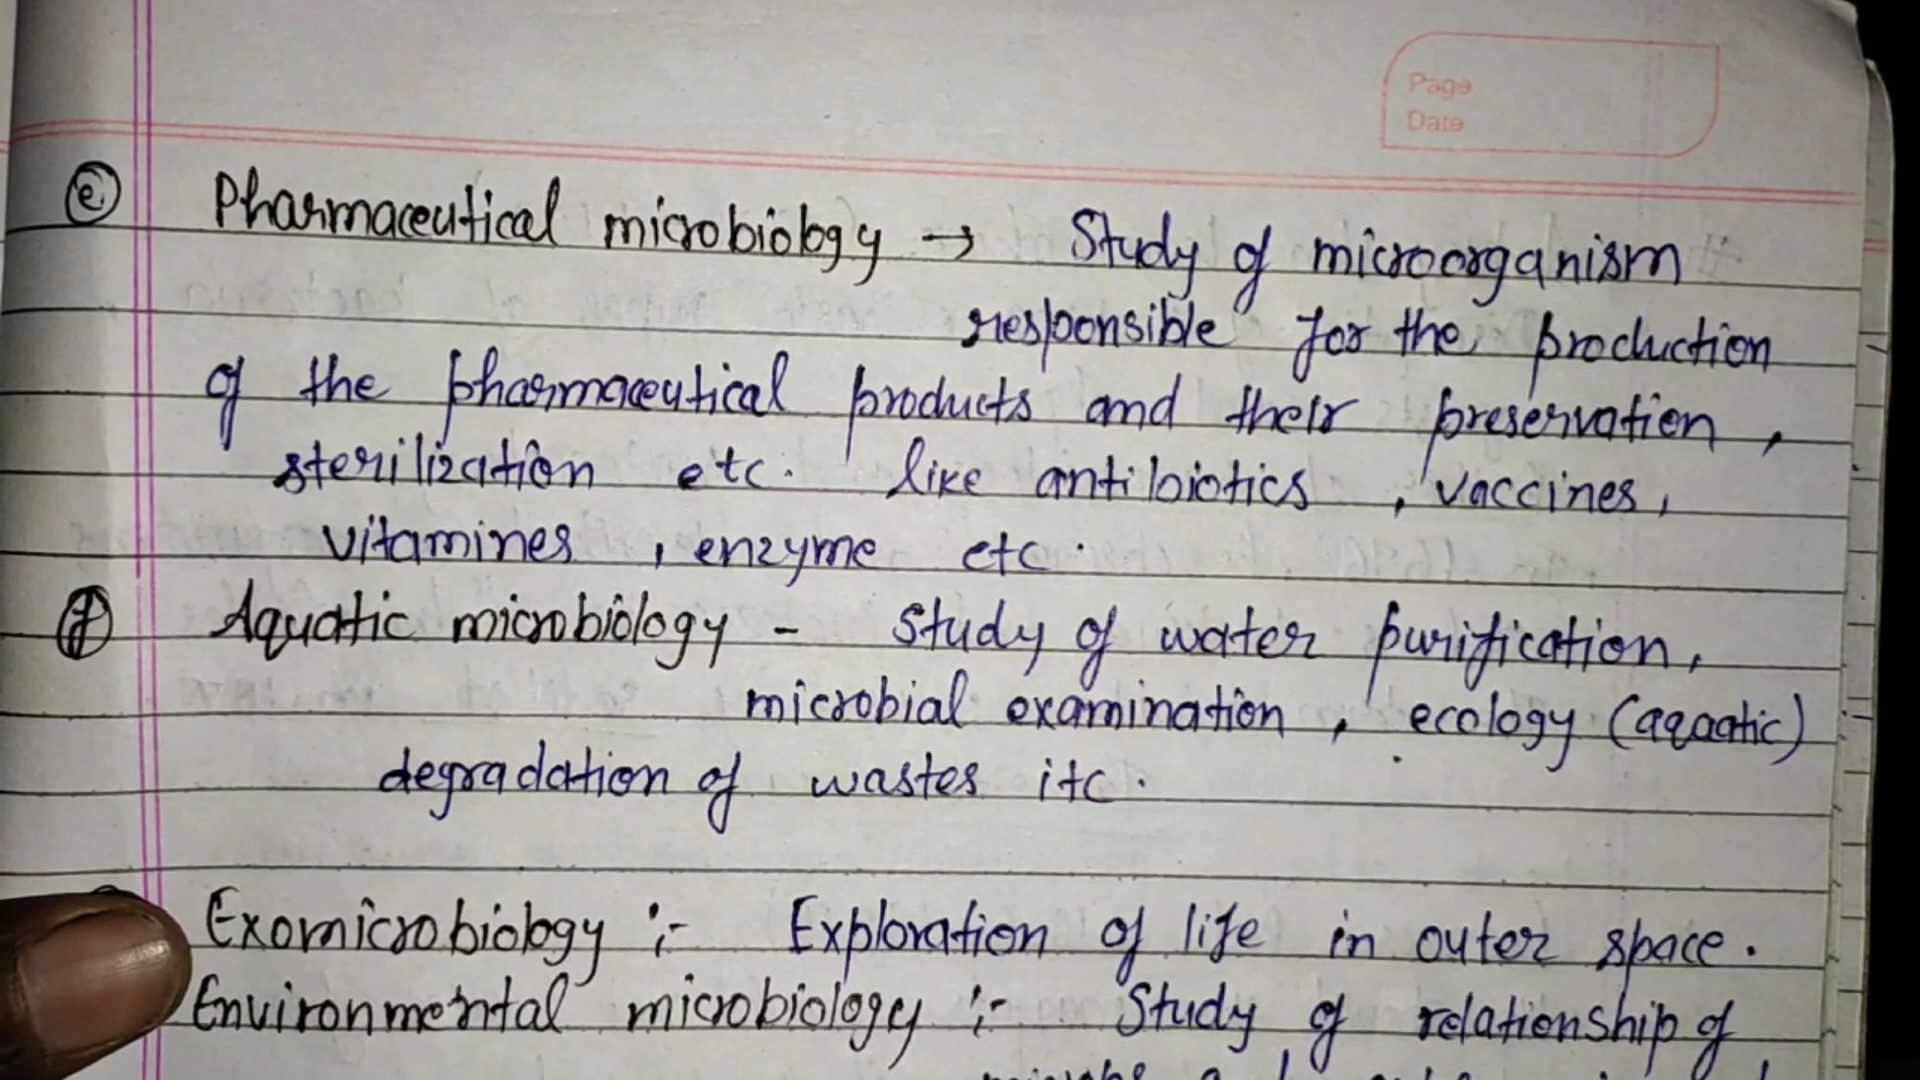 Page
Date
(e) Pharmaceutical microbiology → Study of microorganism
responsible for the production
of the pharmaceutical products and their preservation,
sterilization etc. like antibiotics, vaccines,
vitamines, enzyme etc.
(f) Aquatic microbiology - Study of water purification,
microbial examination, ecology (aquatic)
degradation of wastes itc.
Exomicrobiology :- Exploration of life in outer space.
Environmental microbiology :- Study of relationship of